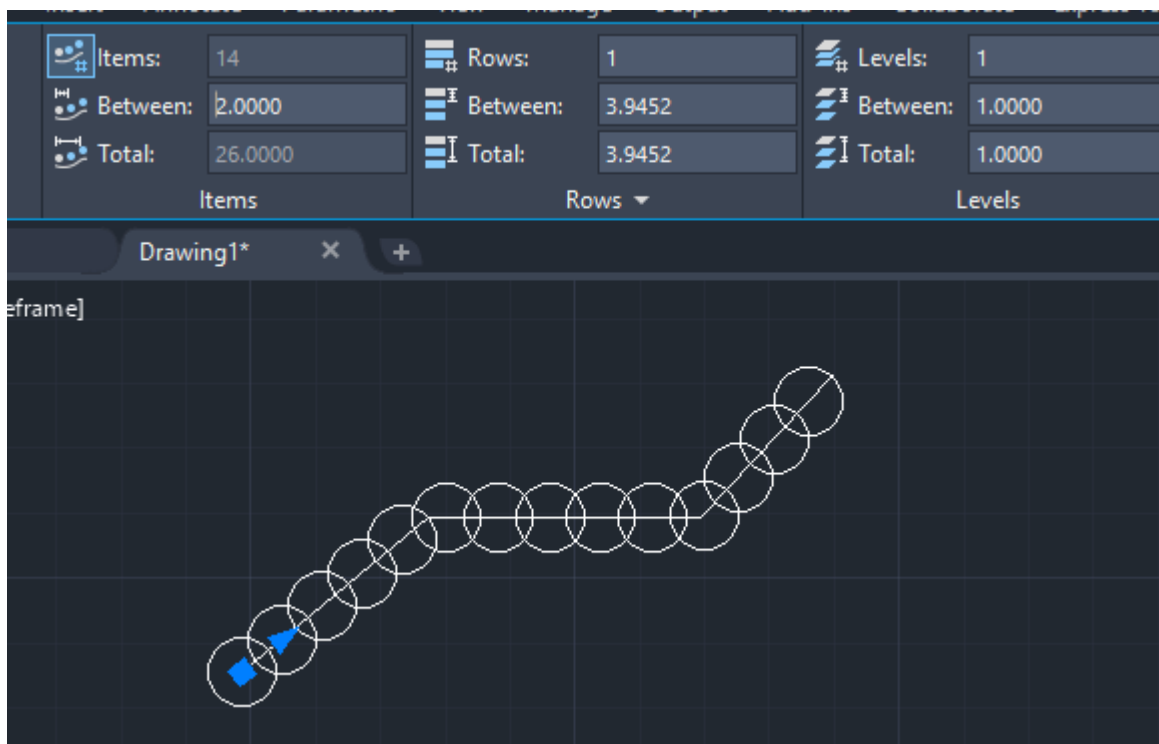 Items: 14 Rows: 1 Levels: 1
Between: 2.0000 Between: 3.9452 Between: 1.0000
Total: 26.0000 Total: 3.9452 Total: 1.0000
Items Rows Levels
Drawing1* +
eframe]